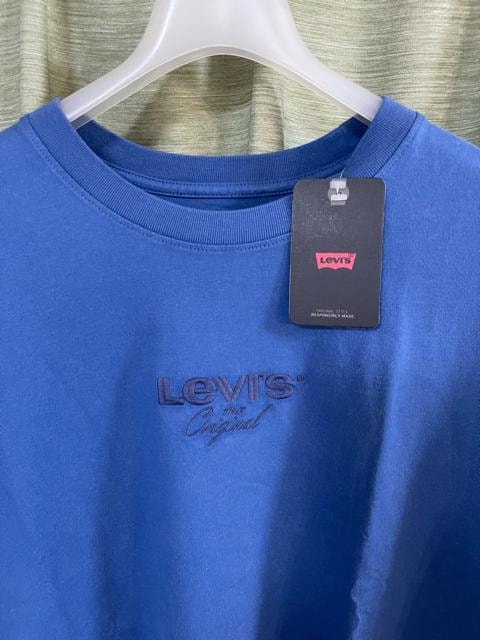 Levi's
ORIGINAL STYLE
RESPONSIBLY MADE.
Levi's®
THE
Original